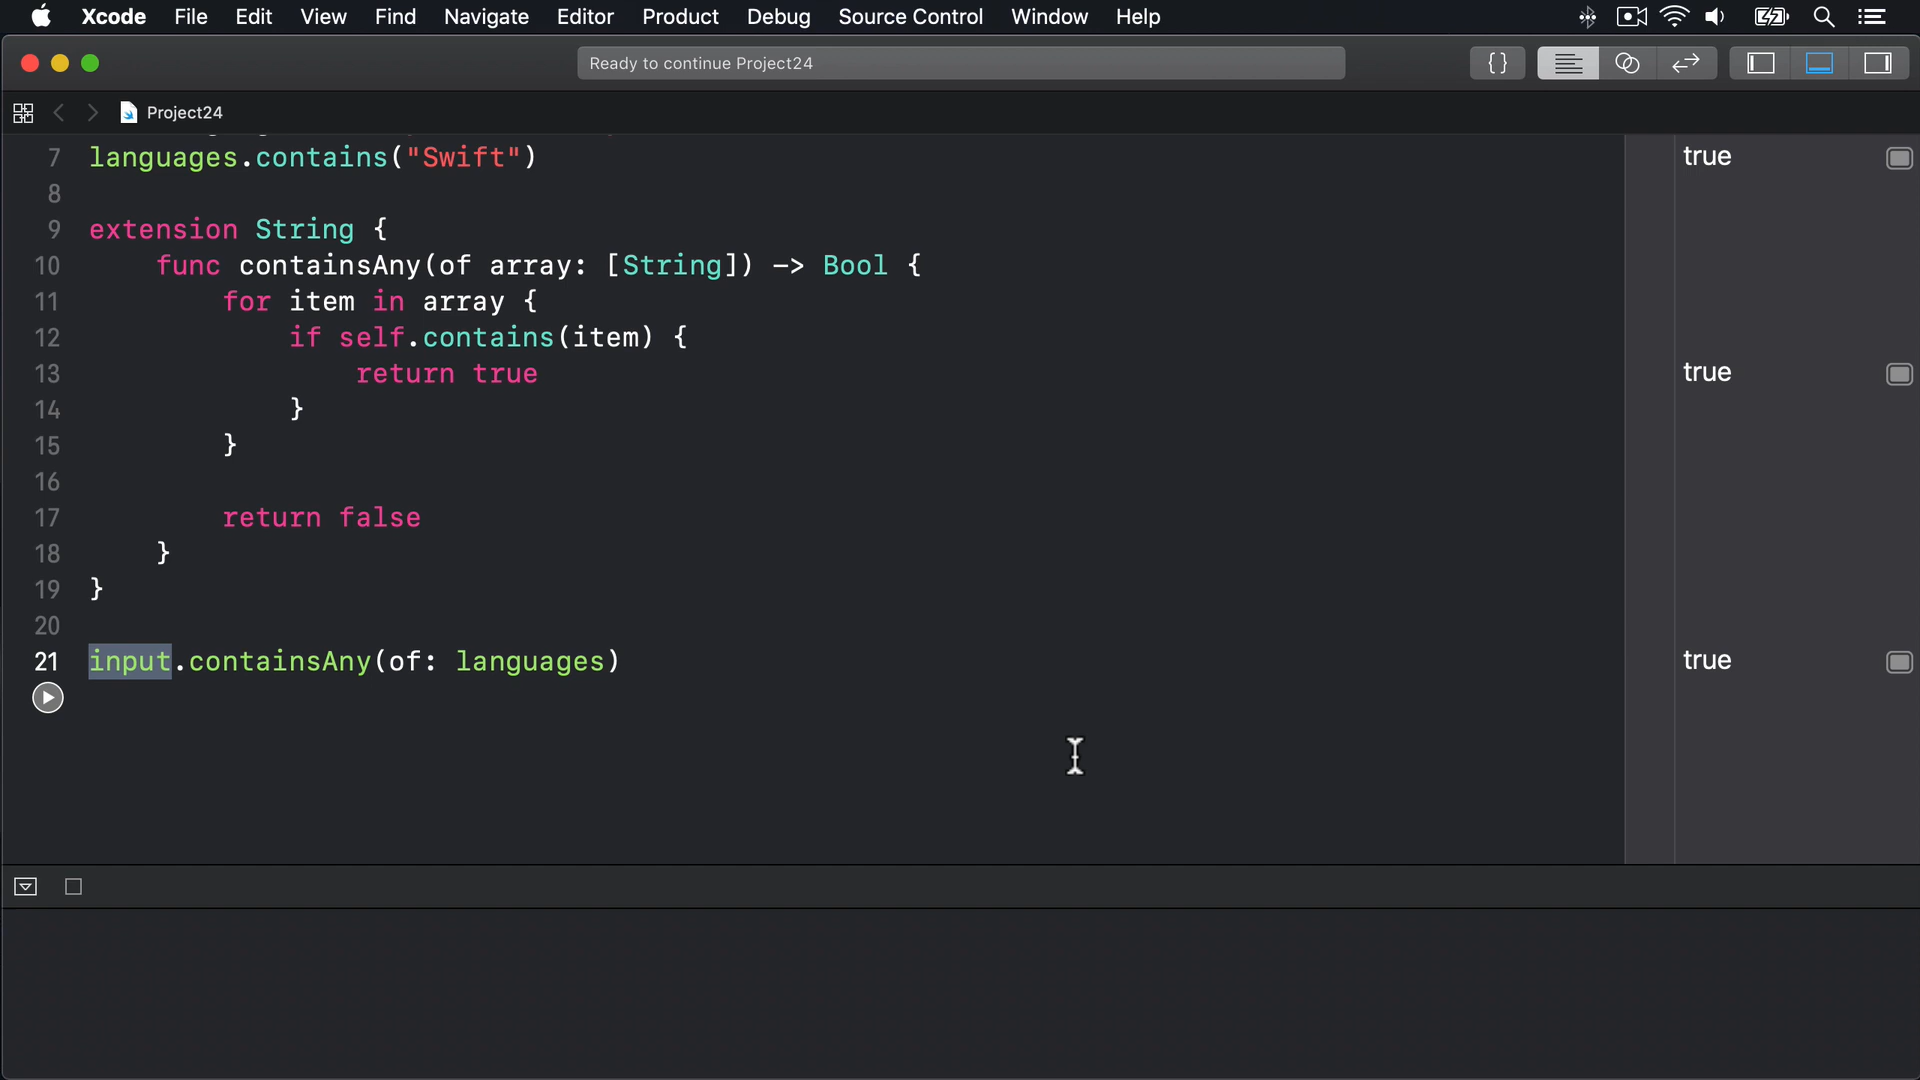 Xcode File Edit View Find Navigate Editor Product Debug Source Control Window Help
Ready to continue Project24
{}
Project24
7 languages.contains("Swift") true
8
9 extension String {
10 func containsAny(of array: [String]) -> Bool {
11 for item in array {
12 if self.contains(item) {
13 return true true
14 }
15 }
16
17 return false
18 }
19 }
20
21 input.containsAny(of: languages) true